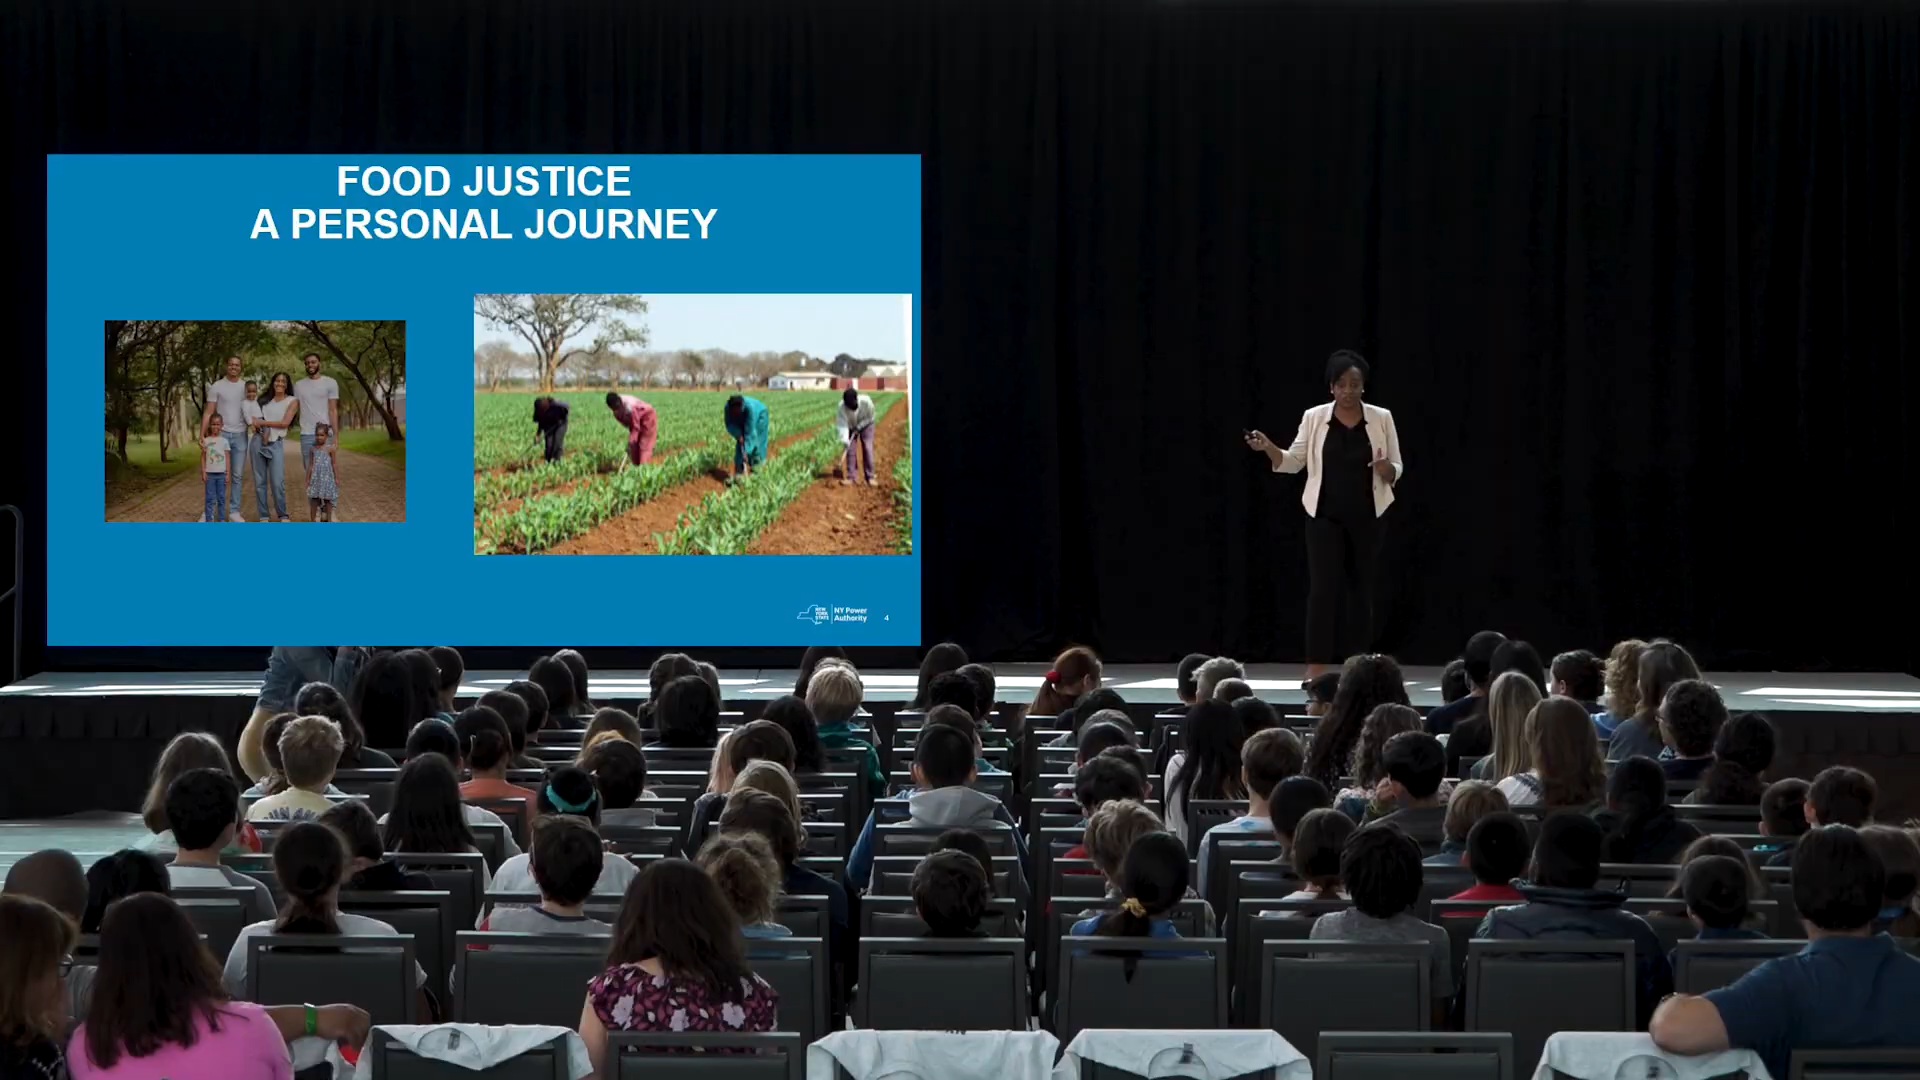 FOOD JUSTICE
A PERSONAL JOURNEY
NEW
YORK
STATE
NY Power
Authority
4